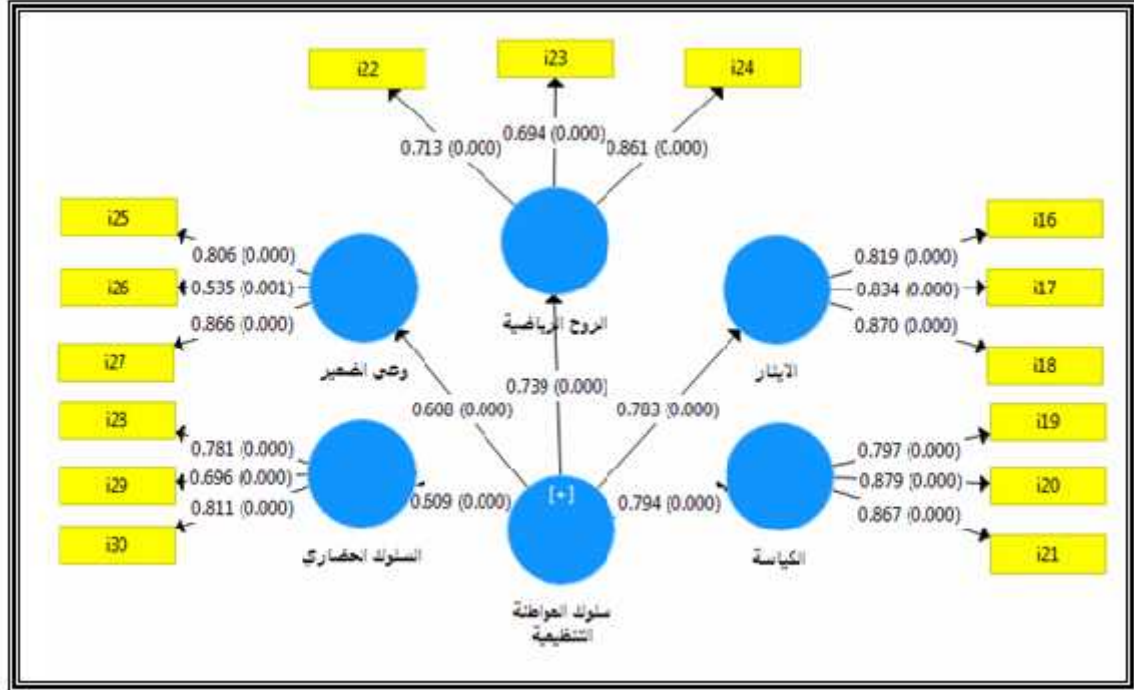 i22
i23
i24
0.713 (0.000)
0.694 (0.000)
0.861 (0.000)
i25
i26
i27
0.806 (0.000)
0.535 (0.001)
0.866 (0.000)
الروح الرياضية
وعي الضمير
i16
i17
i18
0.819 (0.000)
0.834 (0.000)
0.870 (0.000)
الايثار
0.608 (0.000)
0.739 (0.000)
0.783 (0.000)
i28
i29
i30
0.781 (0.000)
0.696 (0.000)
0.811 (0.000)
السلوك الحضاري
(0.000)
[+]
0.794 (0.000)
i19
i20
i21
0.797 (0.000)
0.879 (0.000)
0.867 (0.000)
الكياسة
سلوك المواطنة
التنظيمية